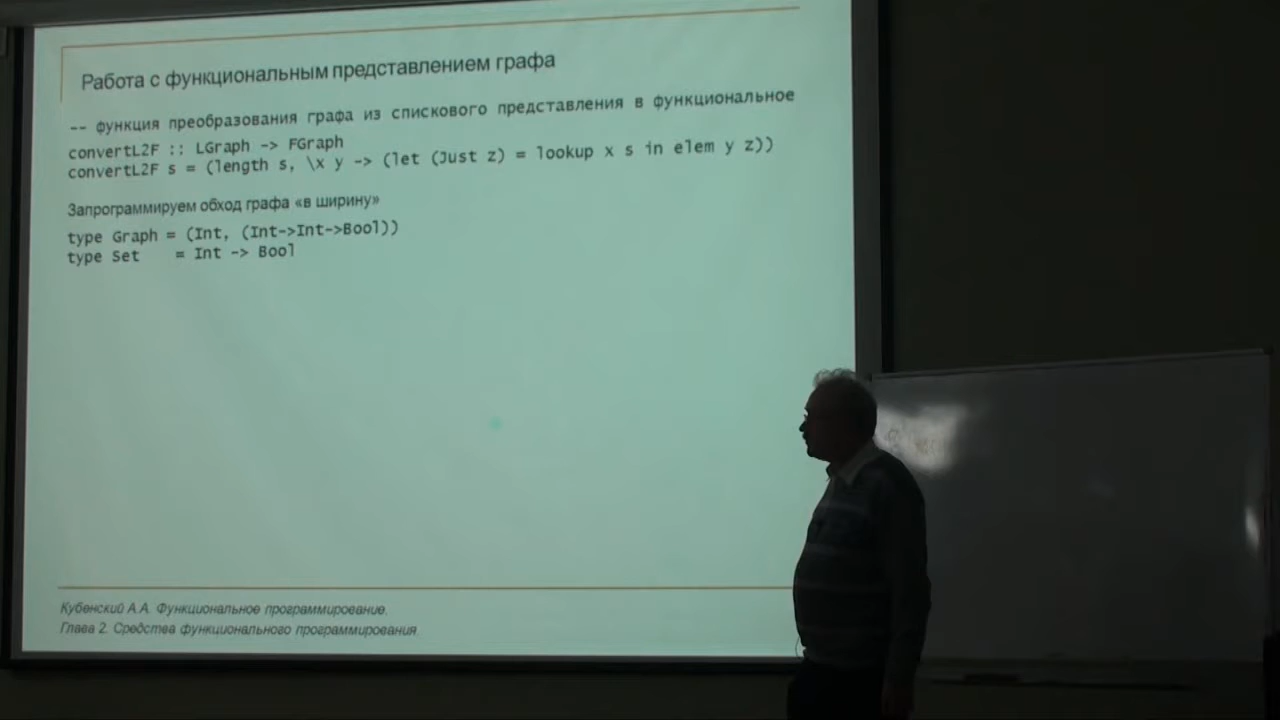 Работа с функциональным представлением графа
-- функция преобразования графа из спискового представления в функциональное
convertL2F :: LGraph -> FGraph
convertL2F s = (length s, \x y -> (let (Just z) = lookup x s in elem y z))
Запрограммируем обход графа «в ширину»
type Graph = (Int, (Int->Int->Bool))
type Set = Int -> Bool
Кубенский А.А. Функциональное программирование.
Глава 2. Средства функционального программирования.